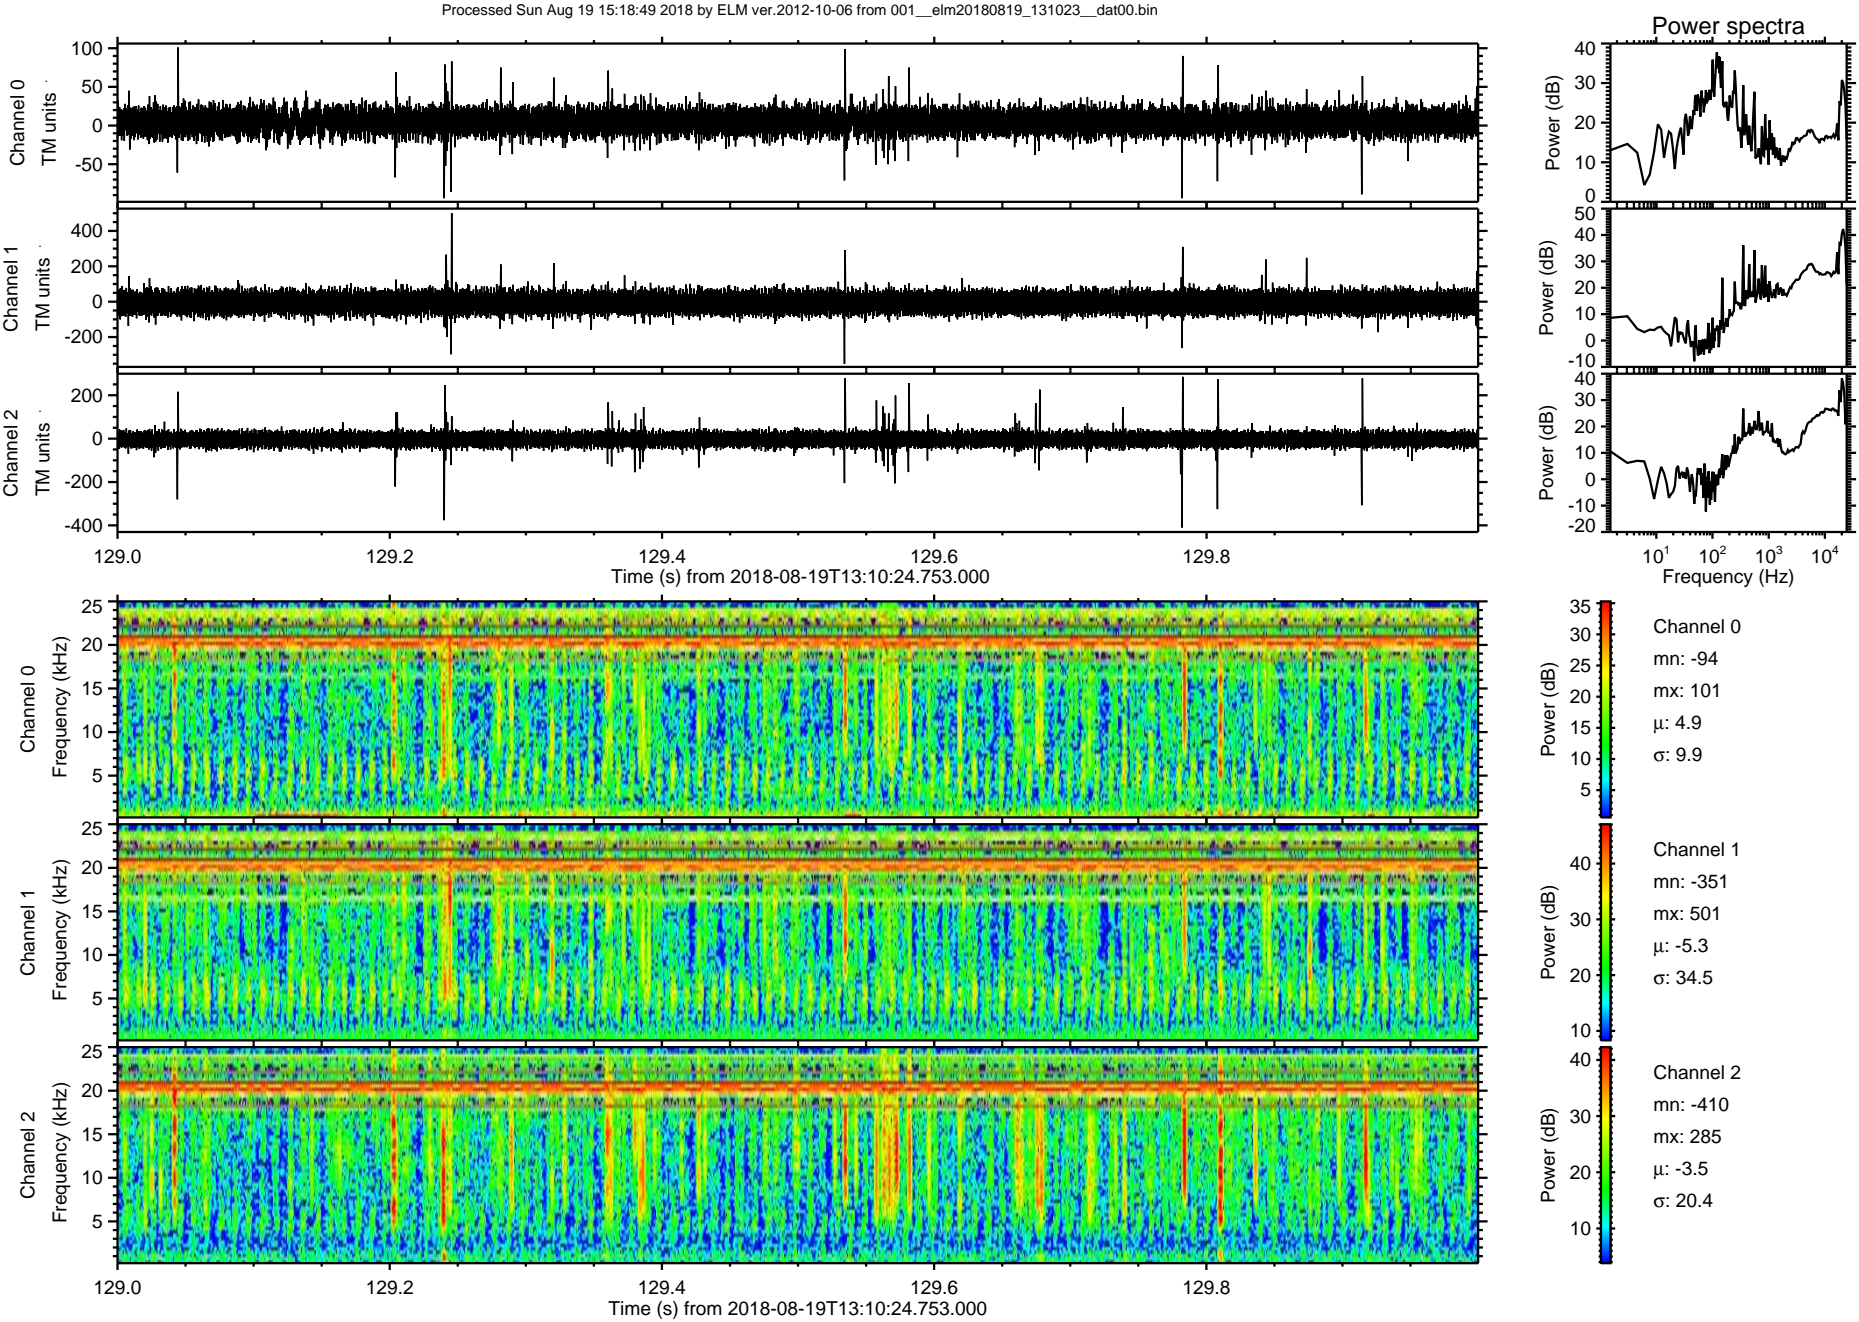 Processed Sun Aug 19 15:18:49 2018 by ELM ver.2012-10-06 from 001__elm20180819_131023__dat00.bin
Power spectra
Channel 0
TM units
100
50
0
-50
Power (dB)
40
30
20
10
0
Channel 1
TM units
400
200
0
-200
Power (dB)
50
40
30
20
10
0
-10
Channel 2
TM units
200
0
-200
-400
Power (dB)
40
30
20
10
0
-10
-20
129.0 129.2 129.4 129.6 129.8
Time (s) from 2018-08-19T13:10:24.753.000
10¹ 10² 10³ 10⁴
Frequency (Hz)
Channel 0
Frequency (kHz)
25
20
15
10
5
Power (dB)
35
30
25
20
15
10
5
Channel 0
mn: -94
mx: 101
μ: 4.9
σ: 9.9
Channel 1
Frequency (kHz)
25
20
15
10
5
Power (dB)
40
30
20
10
Channel 1
mn: -351
mx: 501
μ: -5.3
σ: 34.5
Channel 2
Frequency (kHz)
25
20
15
10
5
Power (dB)
40
30
20
10
Channel 2
mn: -410
mx: 285
μ: -3.5
σ: 20.4
129.0 129.2 129.4 129.6 129.8
Time (s) from 2018-08-19T13:10:24.753.000